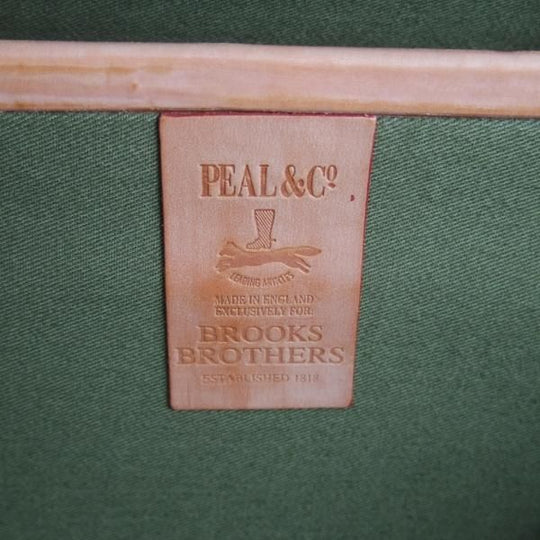 PEAL & Cº
LEADING ARTICLES
MADE IN ENGLAND
EXCLUSIVELY FOR:
BROOKS
BROTHERS
ESTABLISHED 1818